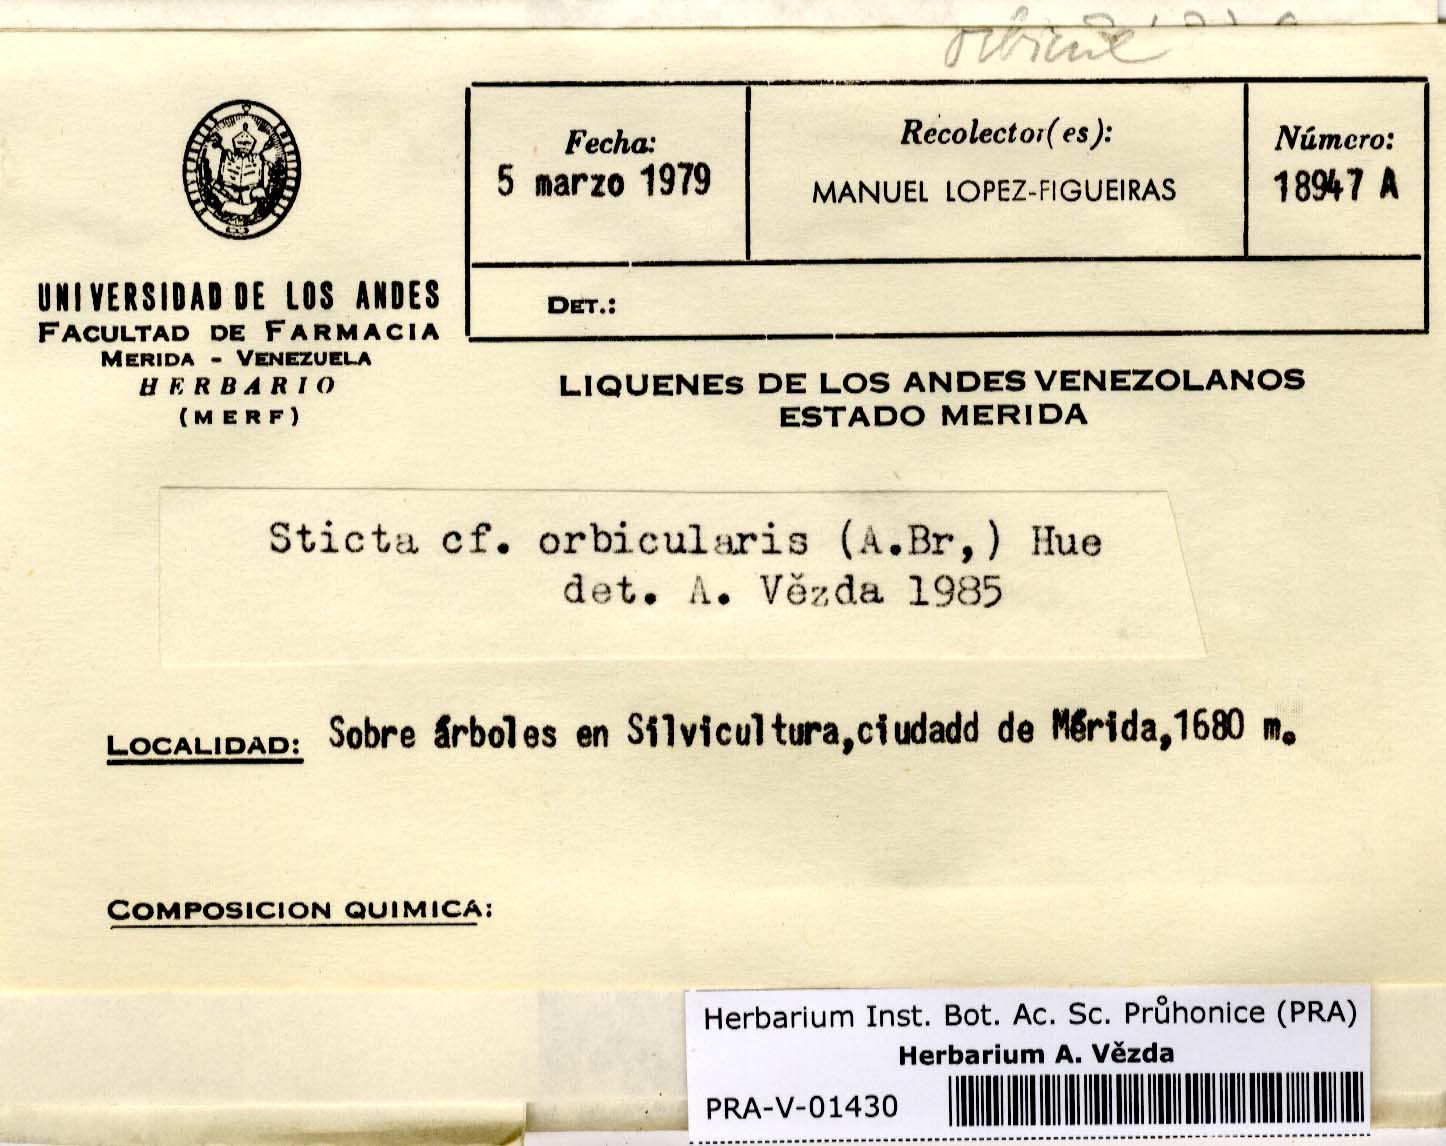 Fecha:
5 marzo 1979
Recolector(es):
MANUEL LOPEZ-FIGUEIRAS
Número:
18947 A
DET.:
UNIVERSIDAD DE LOS ANDES
FACULTAD DE FARMACIA
MERIDA - VENEZUELA
HERBARIO
(MERF)
LIQUENES DE LOS ANDES VENEZOLANOS
ESTADO MERIDA
Sticta cf. orbicularis (A.Br,) Hue
det. A. Vězda 1985
LOCALIDAD: Sobre árboles en Silvicultura,ciudadd de Mérida,1680 m.
COMPOSICION QUIMICA:
Herbarium Inst. Bot. Ac. Sc. Průhonice (PRA)
Herbarium A. Vězda
PRA-V-01430